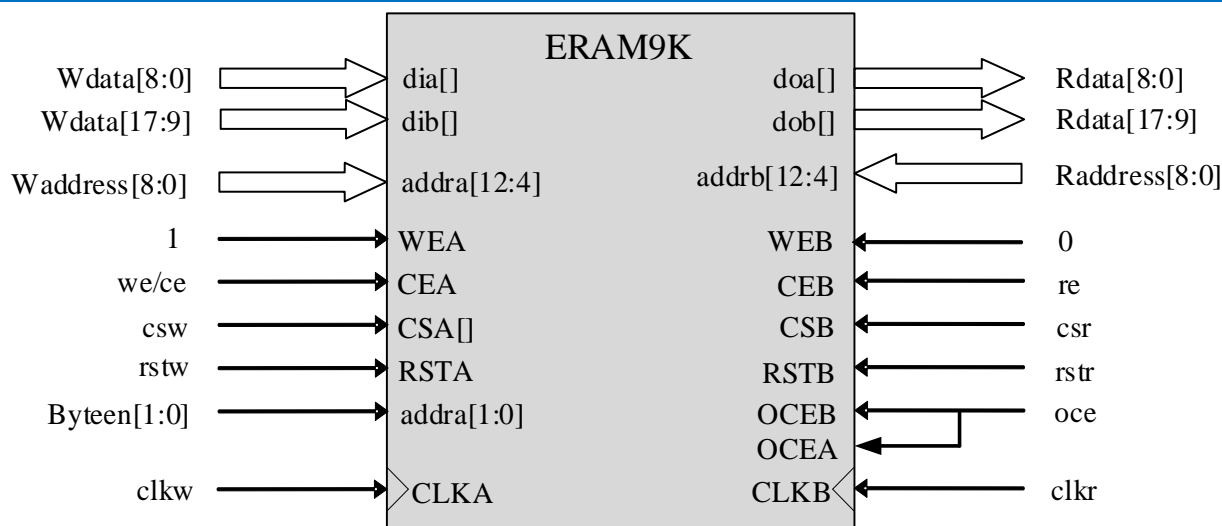 ERAM9K
Wdata[8:0] dia[] doa[] Rdata[8:0]
Wdata[17:9] dib[] dob[] Rdata[17:9]
Waddress[8:0] addra[12:4] addrb[12:4] Raddress[8:0]
1 WEA WEB 0
we/ce CEA CEB re
csw CSA[] CSB csr
rstw RSTA RSTB rstr
Byteen[1:0] addra[1:0] OCEB oce
OCEA
clkw CLKA CLKB clkr